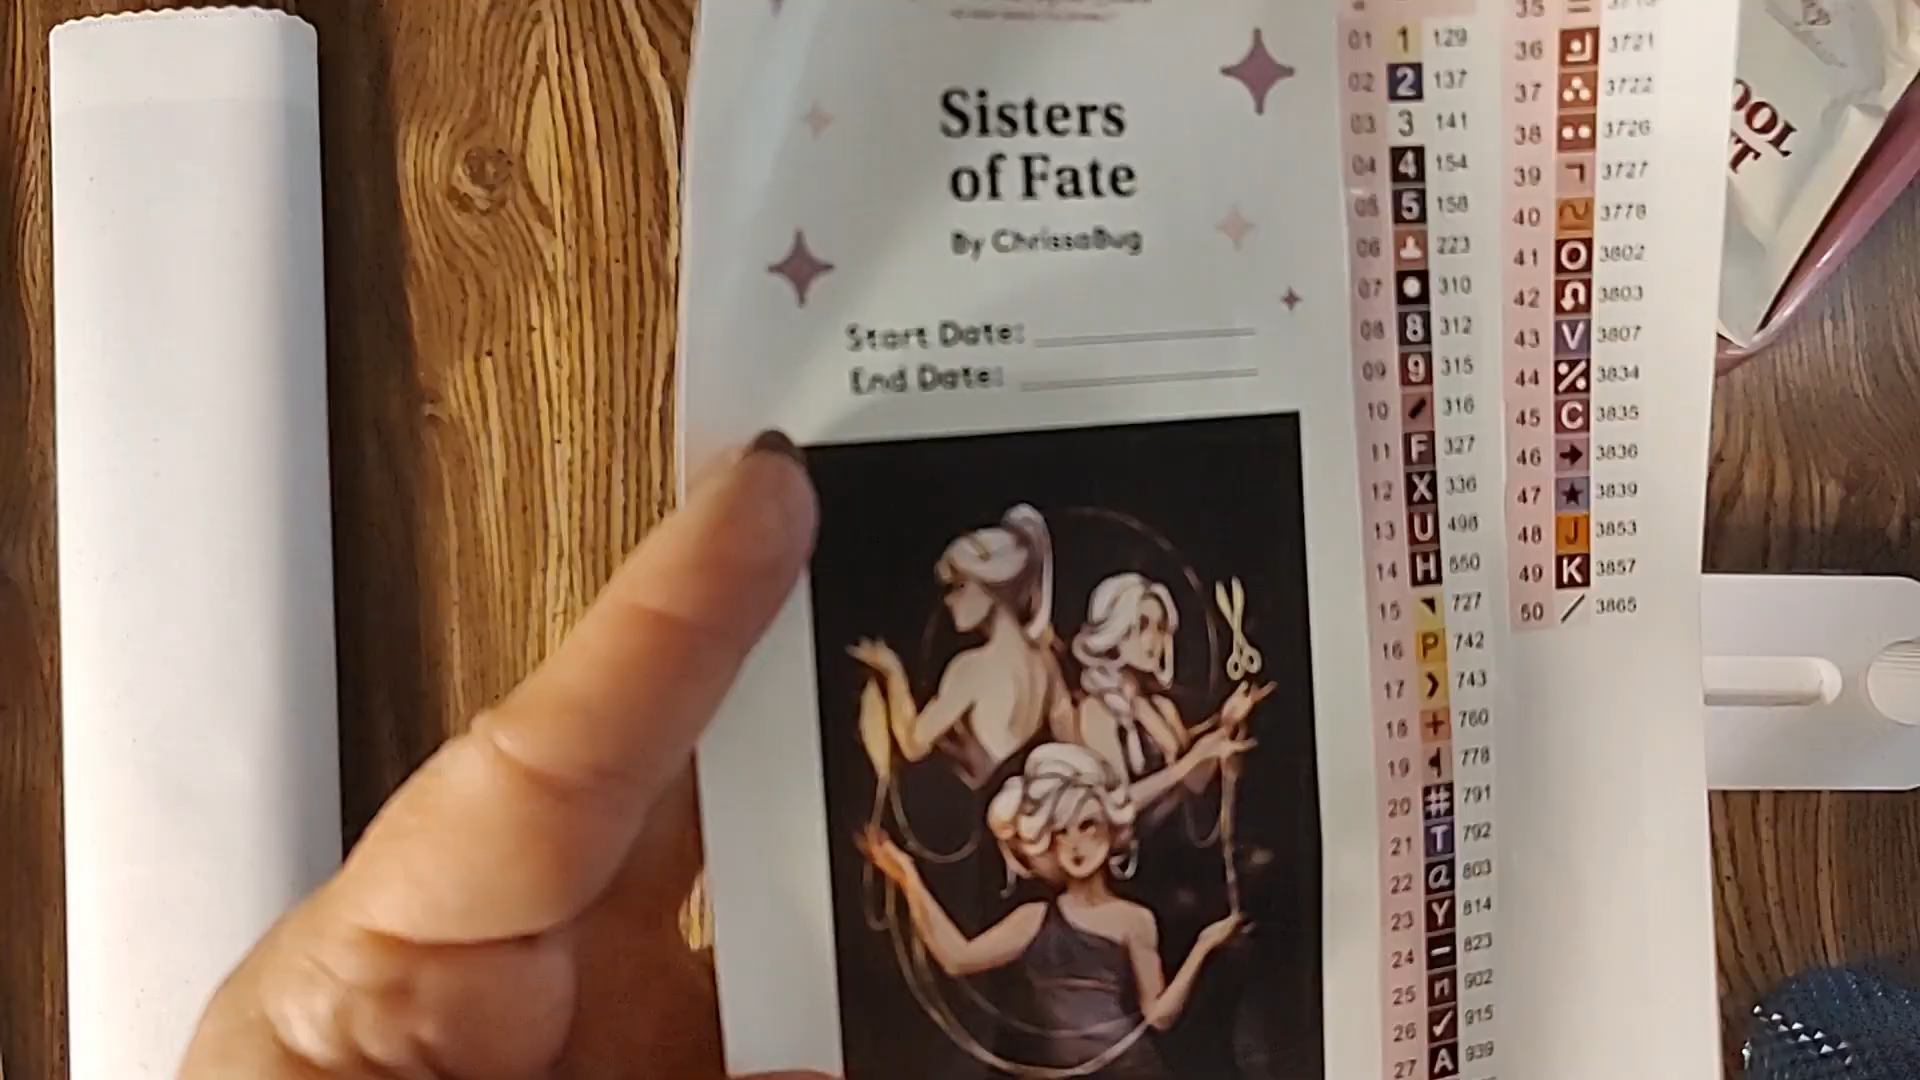 Sisters
of Fate
By ChrissaBug
Start Date:
End Date:
01 1 129
02 2 137
03 3 141
04 4 154
05 5 158
06 223
07 310
08 8 312
09 9 315
10 316
11 F 327
12 X 336
13 U 498
14 H 550
15 727
16 P 742
17 743
18 + 760
19 778
20 # 791
21 T 792
22 a 803
23 Y 814
24 - 823
25 n 902
26 ✓ 915
27 A 939
35 =
36 3721
37 3722
38 3726
39 3727
40 3778
41 O 3802
42 3803
43 V 3807
44 3834
45 C 3835
46 → 3836
47 ★ 3839
48 J 3853
49 K 3857
50 / 3865
OOL